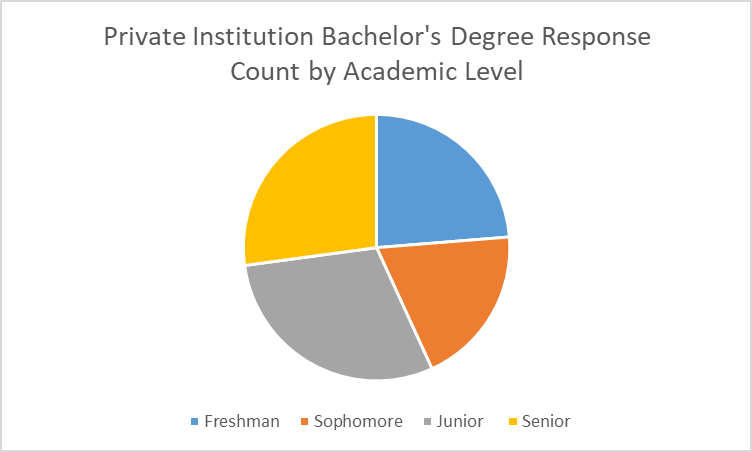 Private Institution Bachelor's Degree Response
Count by Academic Level
Freshman Sophomore Junior Senior